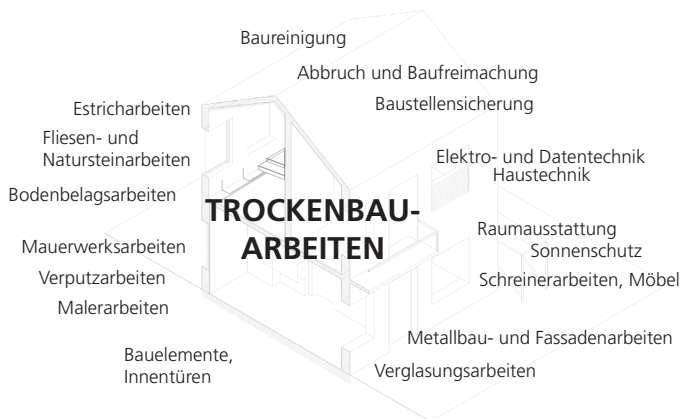 Baureinigung
Abbruch und Baufreimachung
Baustellensicherung
Estricharbeiten
Fliesen- und
Natursteinarbeiten
Elektro- und Datentechnik
Haustechnik
Bodenbelagsarbeiten
TROCKENBAU-
ARBEITEN
Raumausstattung
Sonnenschutz
Mauerwerksarbeiten
Verputzarbeiten
Schreinerarbeiten, Möbel
Malerarbeiten
Metallbau- und Fassadenarbeiten
Bauelemente,
Innentüren
Verglasungsarbeiten